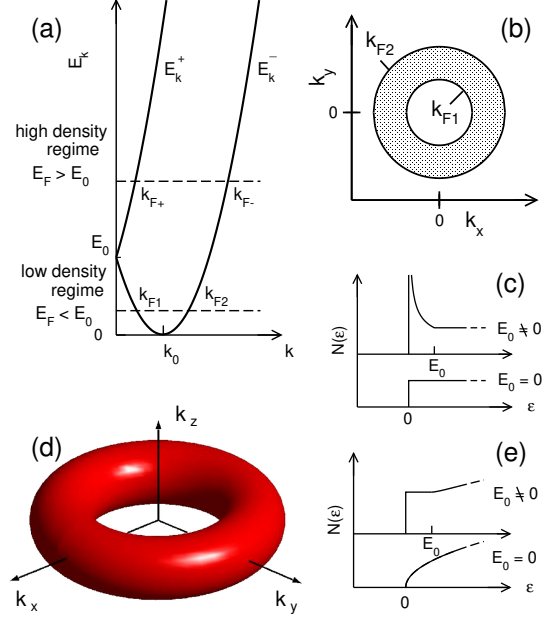 (a)
E_k
E_k^+
E_k^-
high density
regime
E_F > E_0
k_F+
k_F-
E_0
low density
regime
E_F < E_0
k_F1
k_F2
0
k_0
k
(b)
k_F2
k_y
0
k_F1
0
k_x
(c)
N(ε)
E_0 ≠ 0
E_0
E_0 = 0
0
ε
(d)
k_z
k_x
k_y
(e)
N(ε)
E_0 ≠ 0
E_0
E_0 = 0
0
ε